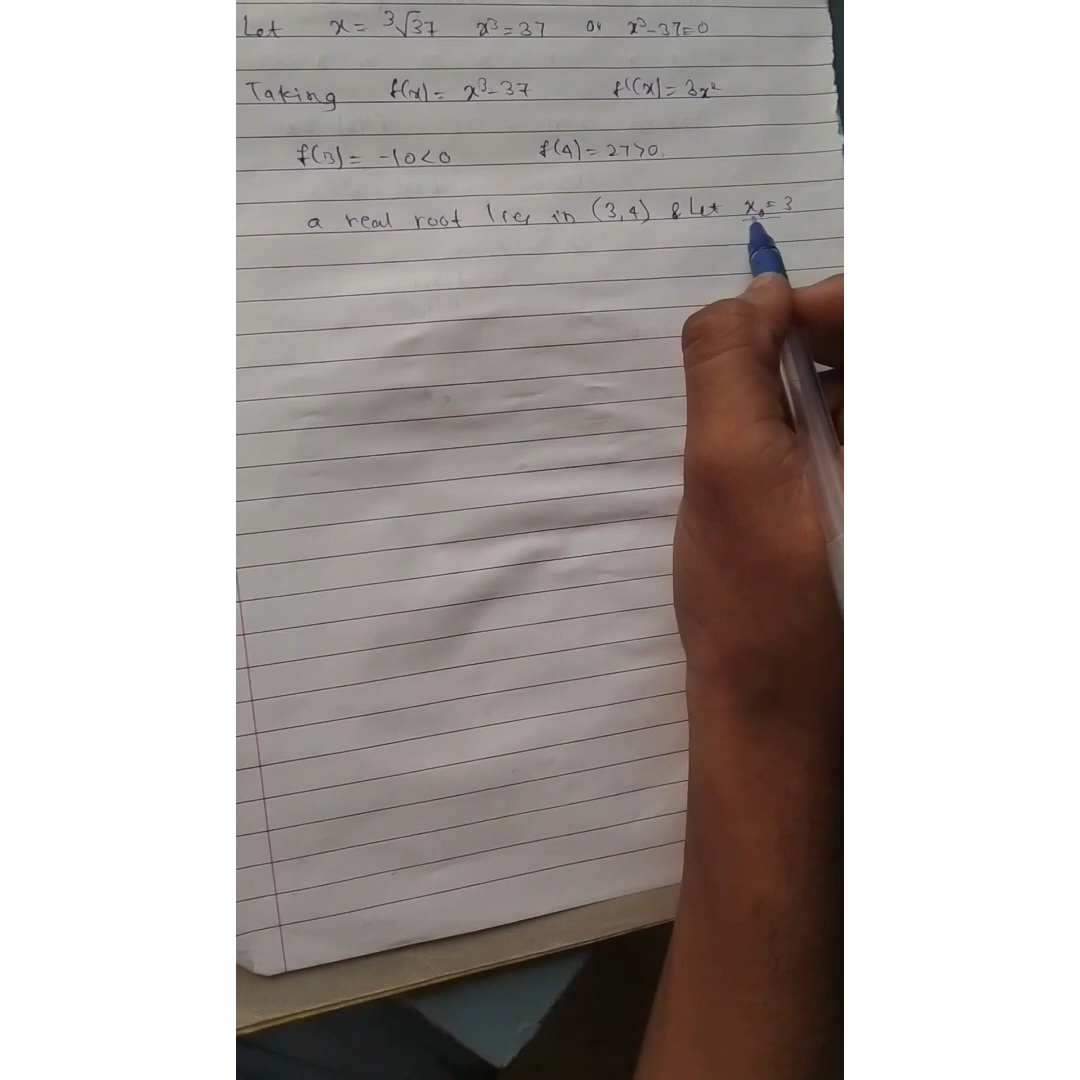 Let x = ³√37 x³ = 37 or x³-37=0
Taking f(x) = x³-37 f'(x) = 3x²
f(3) = -10<0 f(4) = 27>0.
a real root lies in (3,4) & Let x₀ = 3